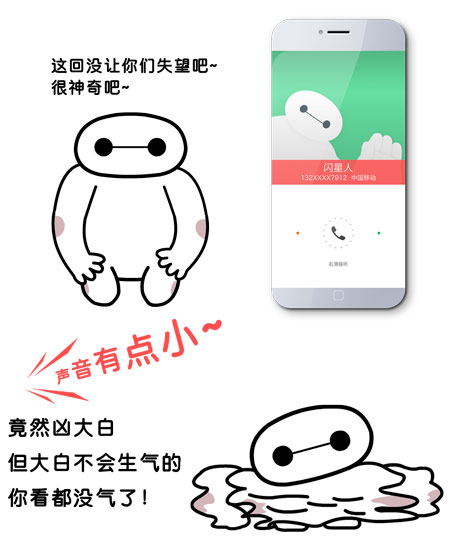 这回没让你们失望吧~
很神奇吧~
闪星人
132XXXX7912 中国移动
右滑接听
声音有点小~
竟然凶大白
但大白不会生气的
你看都没气了!